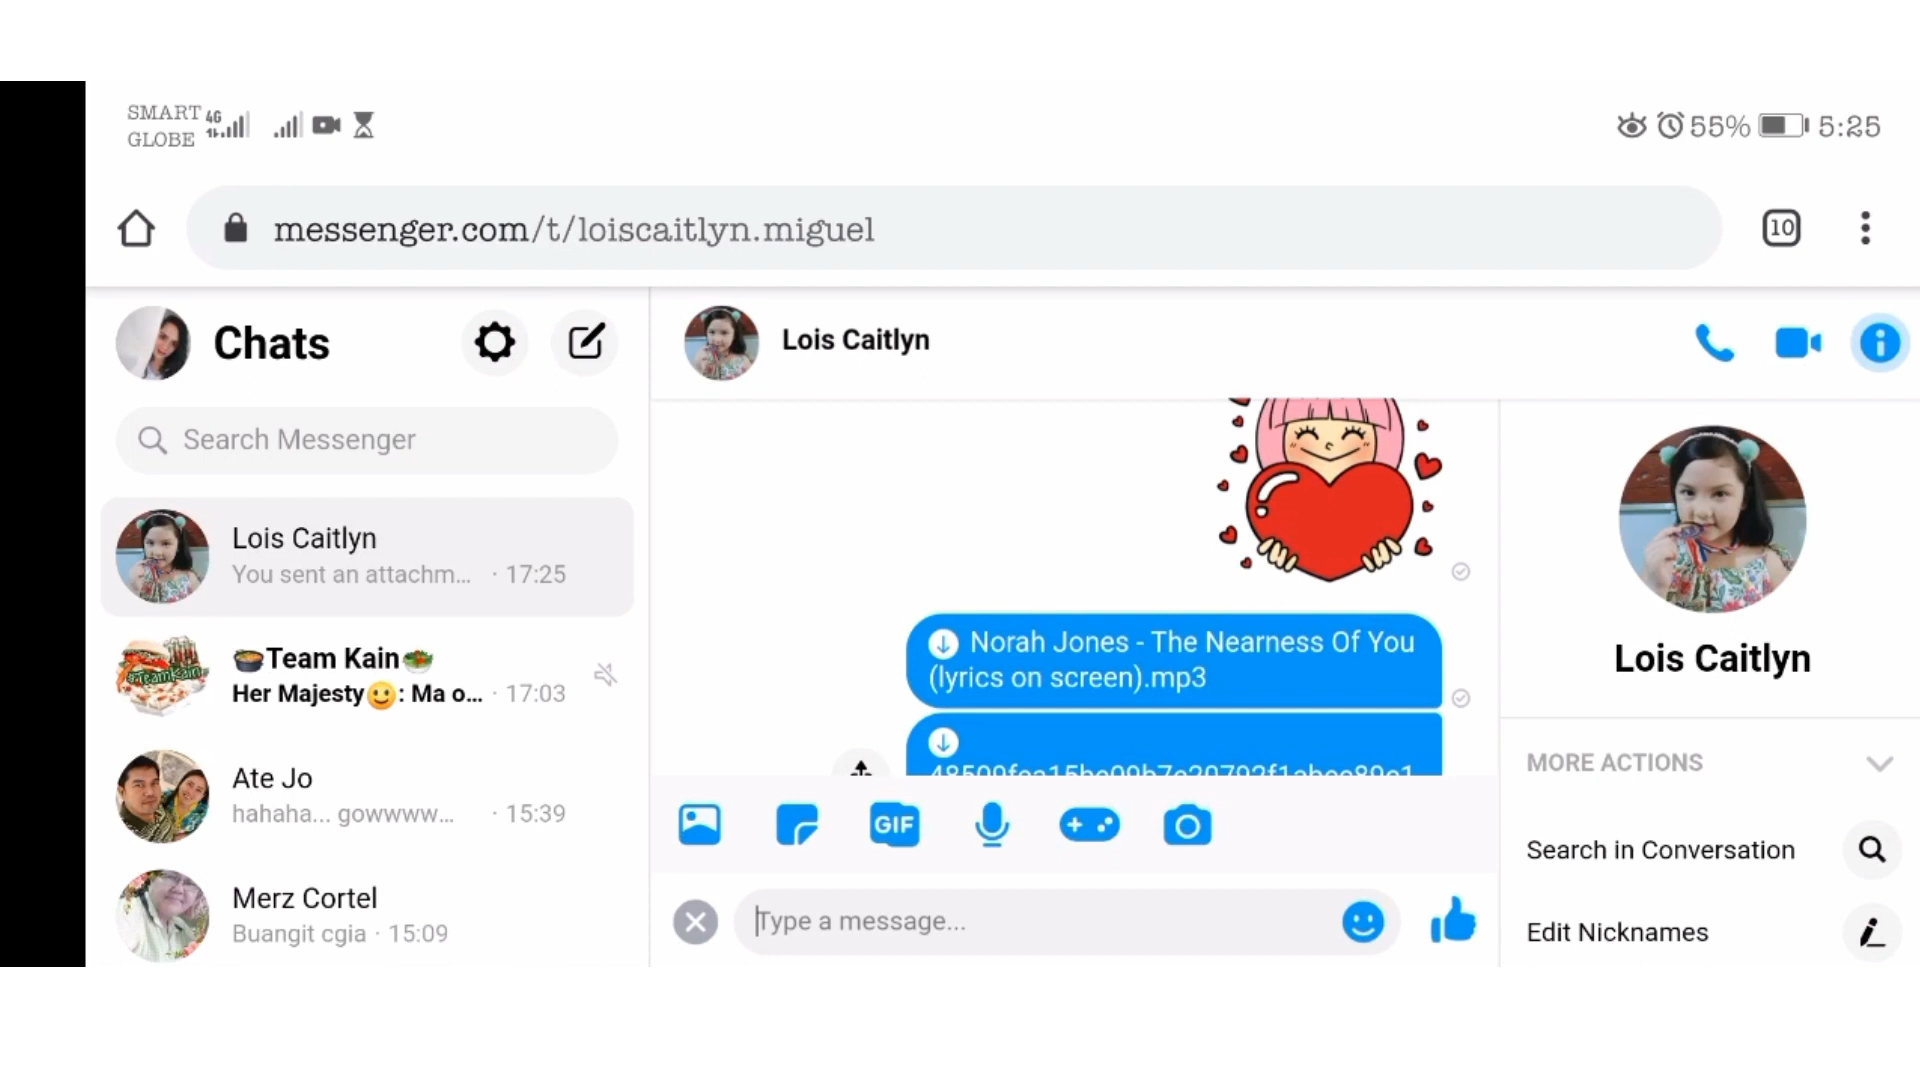 SMART 4G
GLOBE
55% 5:25
messenger.com/t/loiscaitlyn.miguel
10
Chats
Search Messenger
Lois Caitlyn
You sent an attachm... · 17:25
🍲Team Kain🥗
Her Majesty🙂: Ma o... · 17:03
#TeamKain
Ate Jo
hahaha... gowwww... · 15:39
Merz Cortel
Buangit cgia · 15:09
Lois Caitlyn
Norah Jones - The Nearness Of You
(lyrics on screen).mp3
GIF
Type a message...
Lois Caitlyn
MORE ACTIONS
Search in Conversation
Edit Nicknames